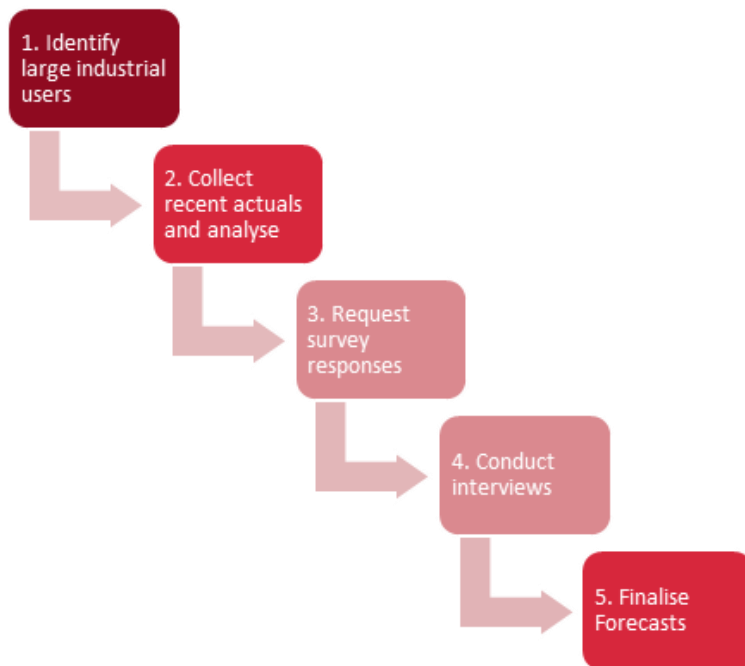 1. Identify
large industrial
users
2. Collect
recent actuals
and analyse
3. Request
survey
responses
4. Conduct
interviews
5. Finalise
Forecasts